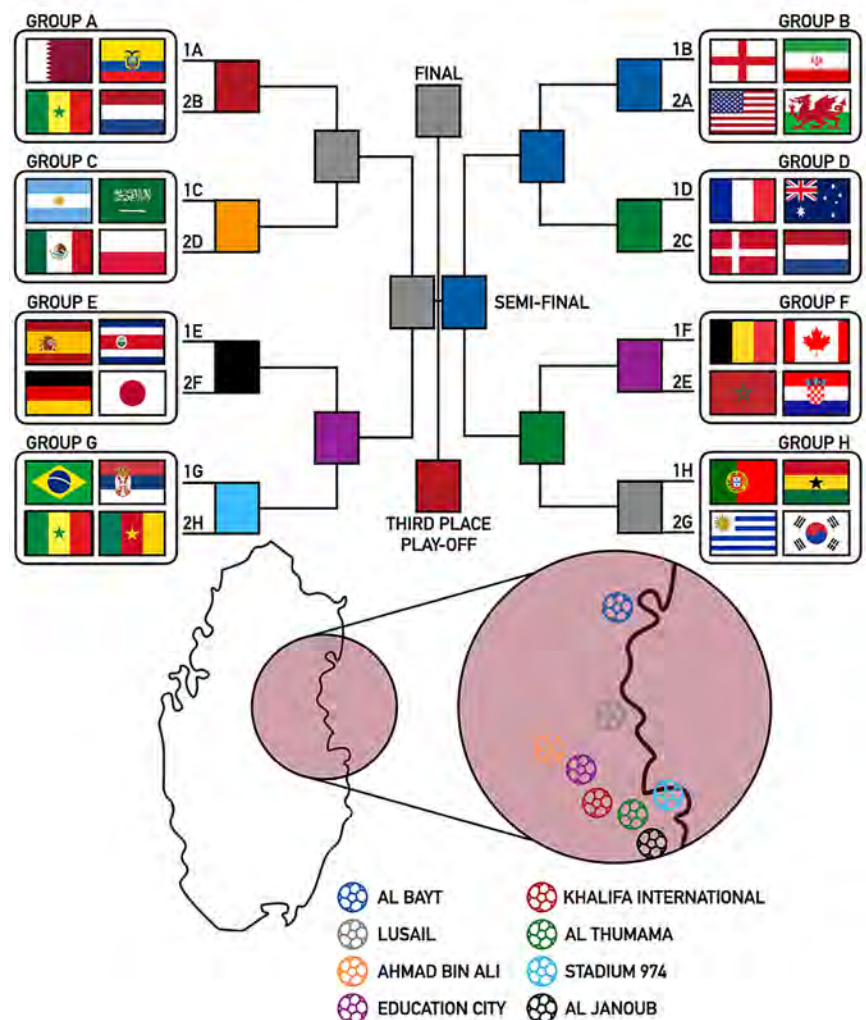 GROUP A
GROUP B
1A
2B
FINAL
1B
2A
GROUP C
GROUP D
1C
2D
1D
2C
SEMI-FINAL
GROUP E
GROUP F
1E
2F
1F
2E
GROUP G
GROUP H
1G
2H
1H
2G
THIRD PLACE
PLAY-OFF
AL BAYT
KHALIFA INTERNATIONAL
LUSAIL
AL THUMAMA
AHMAD BIN ALI
STADIUM 974
EDUCATION CITY
AL JANOUB